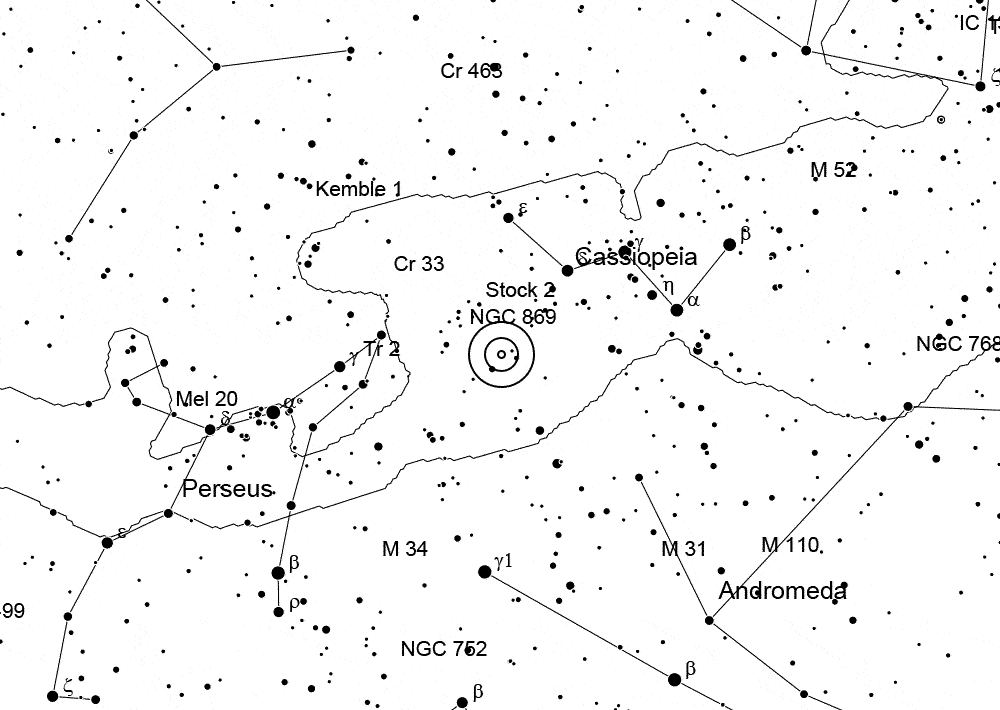 IC 1
ζ
Cr 463
M 52
Kemble 1
ε
β
γ
δ
Cassiopeia
Cr 33
η
Stock 2
α
NGC 869
NGC 768
γ
Tr 2
Mel 20
α
δ
Perseus
ε
M 34
γ1
M 31
M 110
β
Andromeda
ρ
99
NGC 752
β
ζ
β